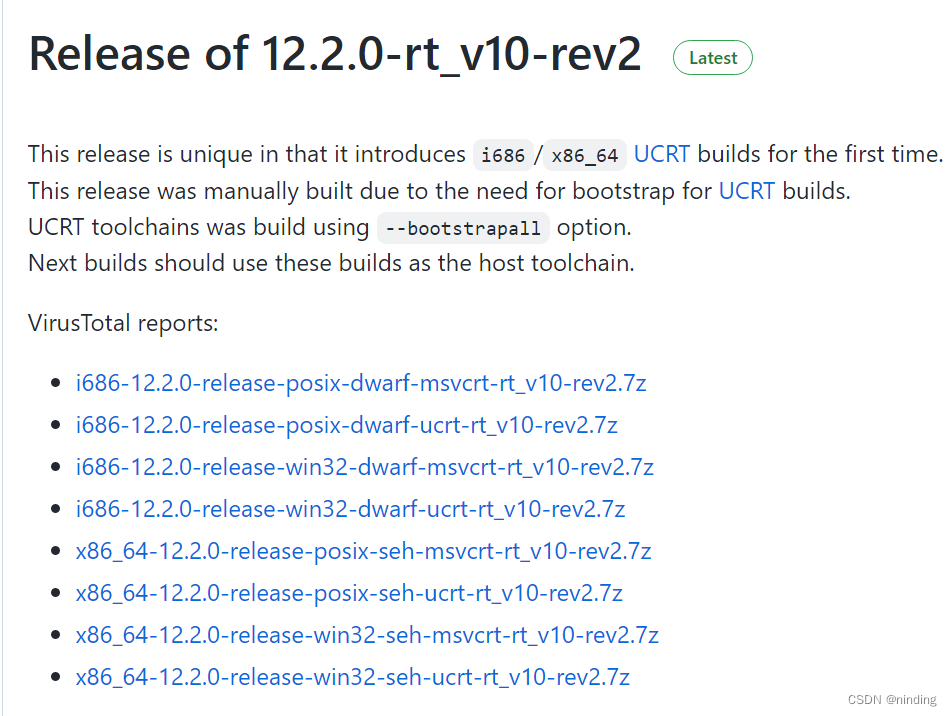 Release of 12.2.0-rt_v10-rev2 Latest
This release is unique in that it introduces i686/x86_64 UCRT builds for the first time.
This release was manually built due to the need for bootstrap for UCRT builds.
UCRT toolchains was build using --bootstrapall option.
Next builds should use these builds as the host toolchain.
VirusTotal reports:
• i686-12.2.0-release-posix-dwarf-msvcrt-rt_v10-rev2.7z
• i686-12.2.0-release-posix-dwarf-ucrt-rt_v10-rev2.7z
• i686-12.2.0-release-win32-dwarf-msvcrt-rt_v10-rev2.7z
• i686-12.2.0-release-win32-dwarf-ucrt-rt_v10-rev2.7z
• x86_64-12.2.0-release-posix-seh-msvcrt-rt_v10-rev2.7z
• x86_64-12.2.0-release-posix-seh-ucrt-rt_v10-rev2.7z
• x86_64-12.2.0-release-win32-seh-msvcrt-rt_v10-rev2.7z
• x86_64-12.2.0-release-win32-seh-ucrt-rt_v10-rev2.7z
CSDN @ninding